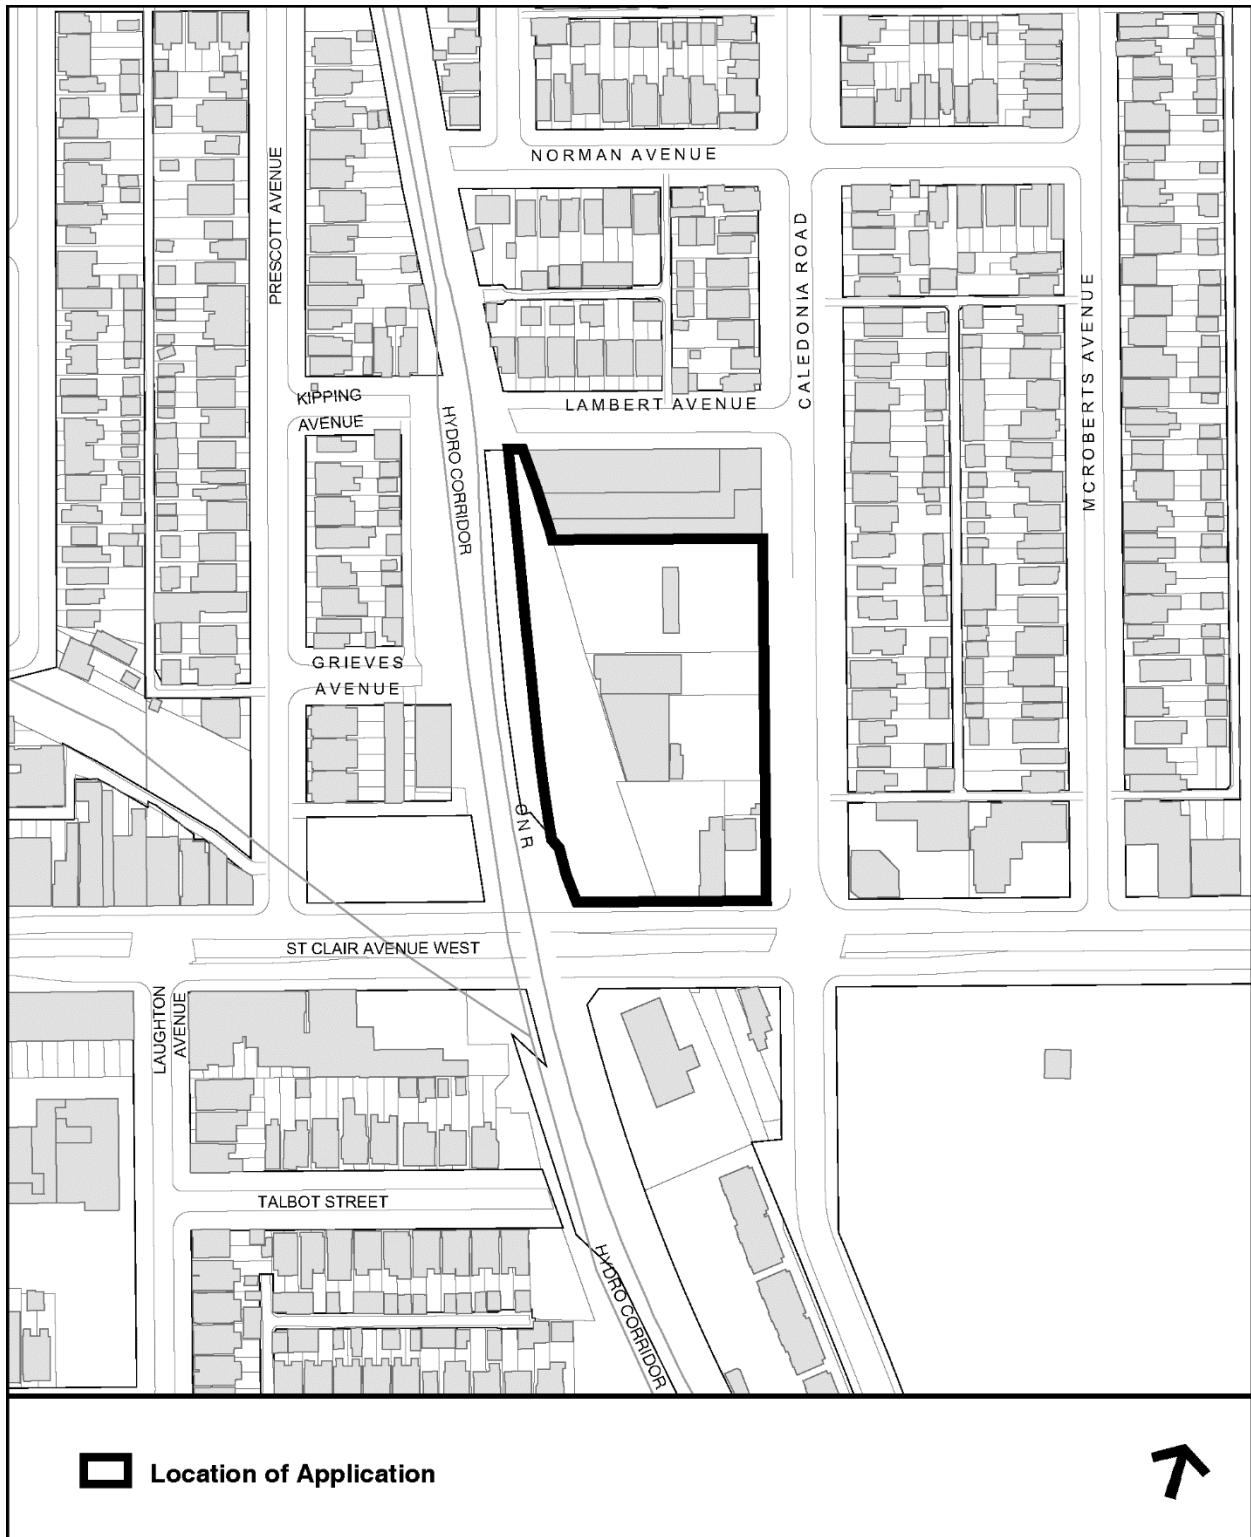 NORMAN AVENUE
PRESCOTT AVENUE
CALEDONIA ROAD
MCROBERTS AVENUE
KIPPING
AVENUE
LAMBERT AVENUE
HYDRO CORRIDOR
GRIEVES
AVENUE
CNR
ST CLAIR AVENUE WEST
LAUGHTON
AVENUE
TALBOT STREET
HYDRO CORRIDOR
Location of Application